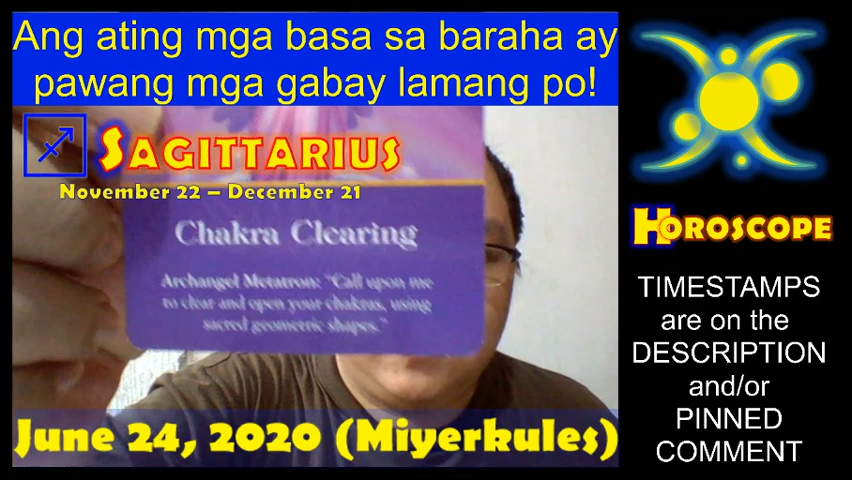 Ang ating mga basa sa baraha ay
pawang mga gabay lamang po!
SAGITTARIUS
November 22 – December 21
Chakra Clearing
Archangel Metatron: "Call upon me
to clear and open your chakras, using
sacred geometric shapes."
June 24, 2020 (Miyerkules)
HOROSCOPE
TIMESTAMPS
are on the
DESCRIPTION
and/or
PINNED
COMMENT